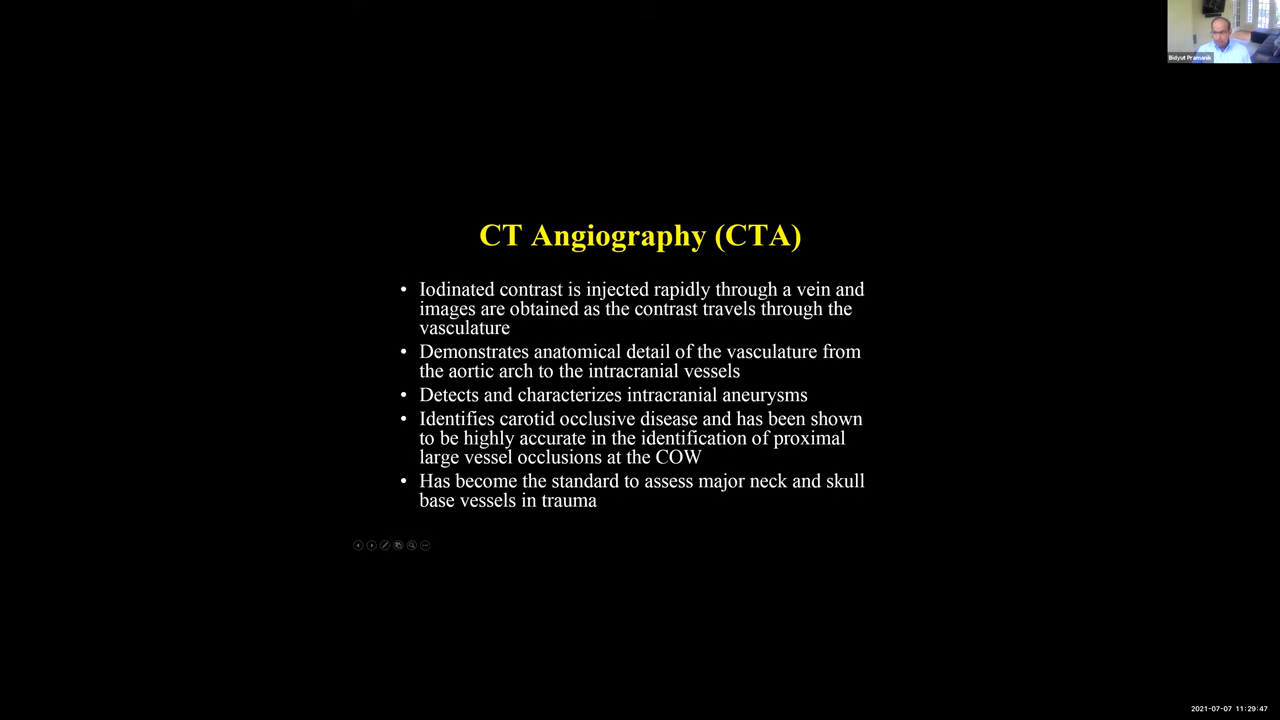 Bidyut Pramanik
CT Angiography (CTA)
• Iodinated contrast is injected rapidly through a vein and
images are obtained as the contrast travels through the
vasculature
• Demonstrates anatomical detail of the vasculature from
the aortic arch to the intracranial vessels
• Detects and characterizes intracranial aneurysms
• Identifies carotid occlusive disease and has been shown
to be highly accurate in the identification of proximal
large vessel occlusions at the COW
• Has become the standard to assess major neck and skull
base vessels in trauma
2021-07-07 11:29:47